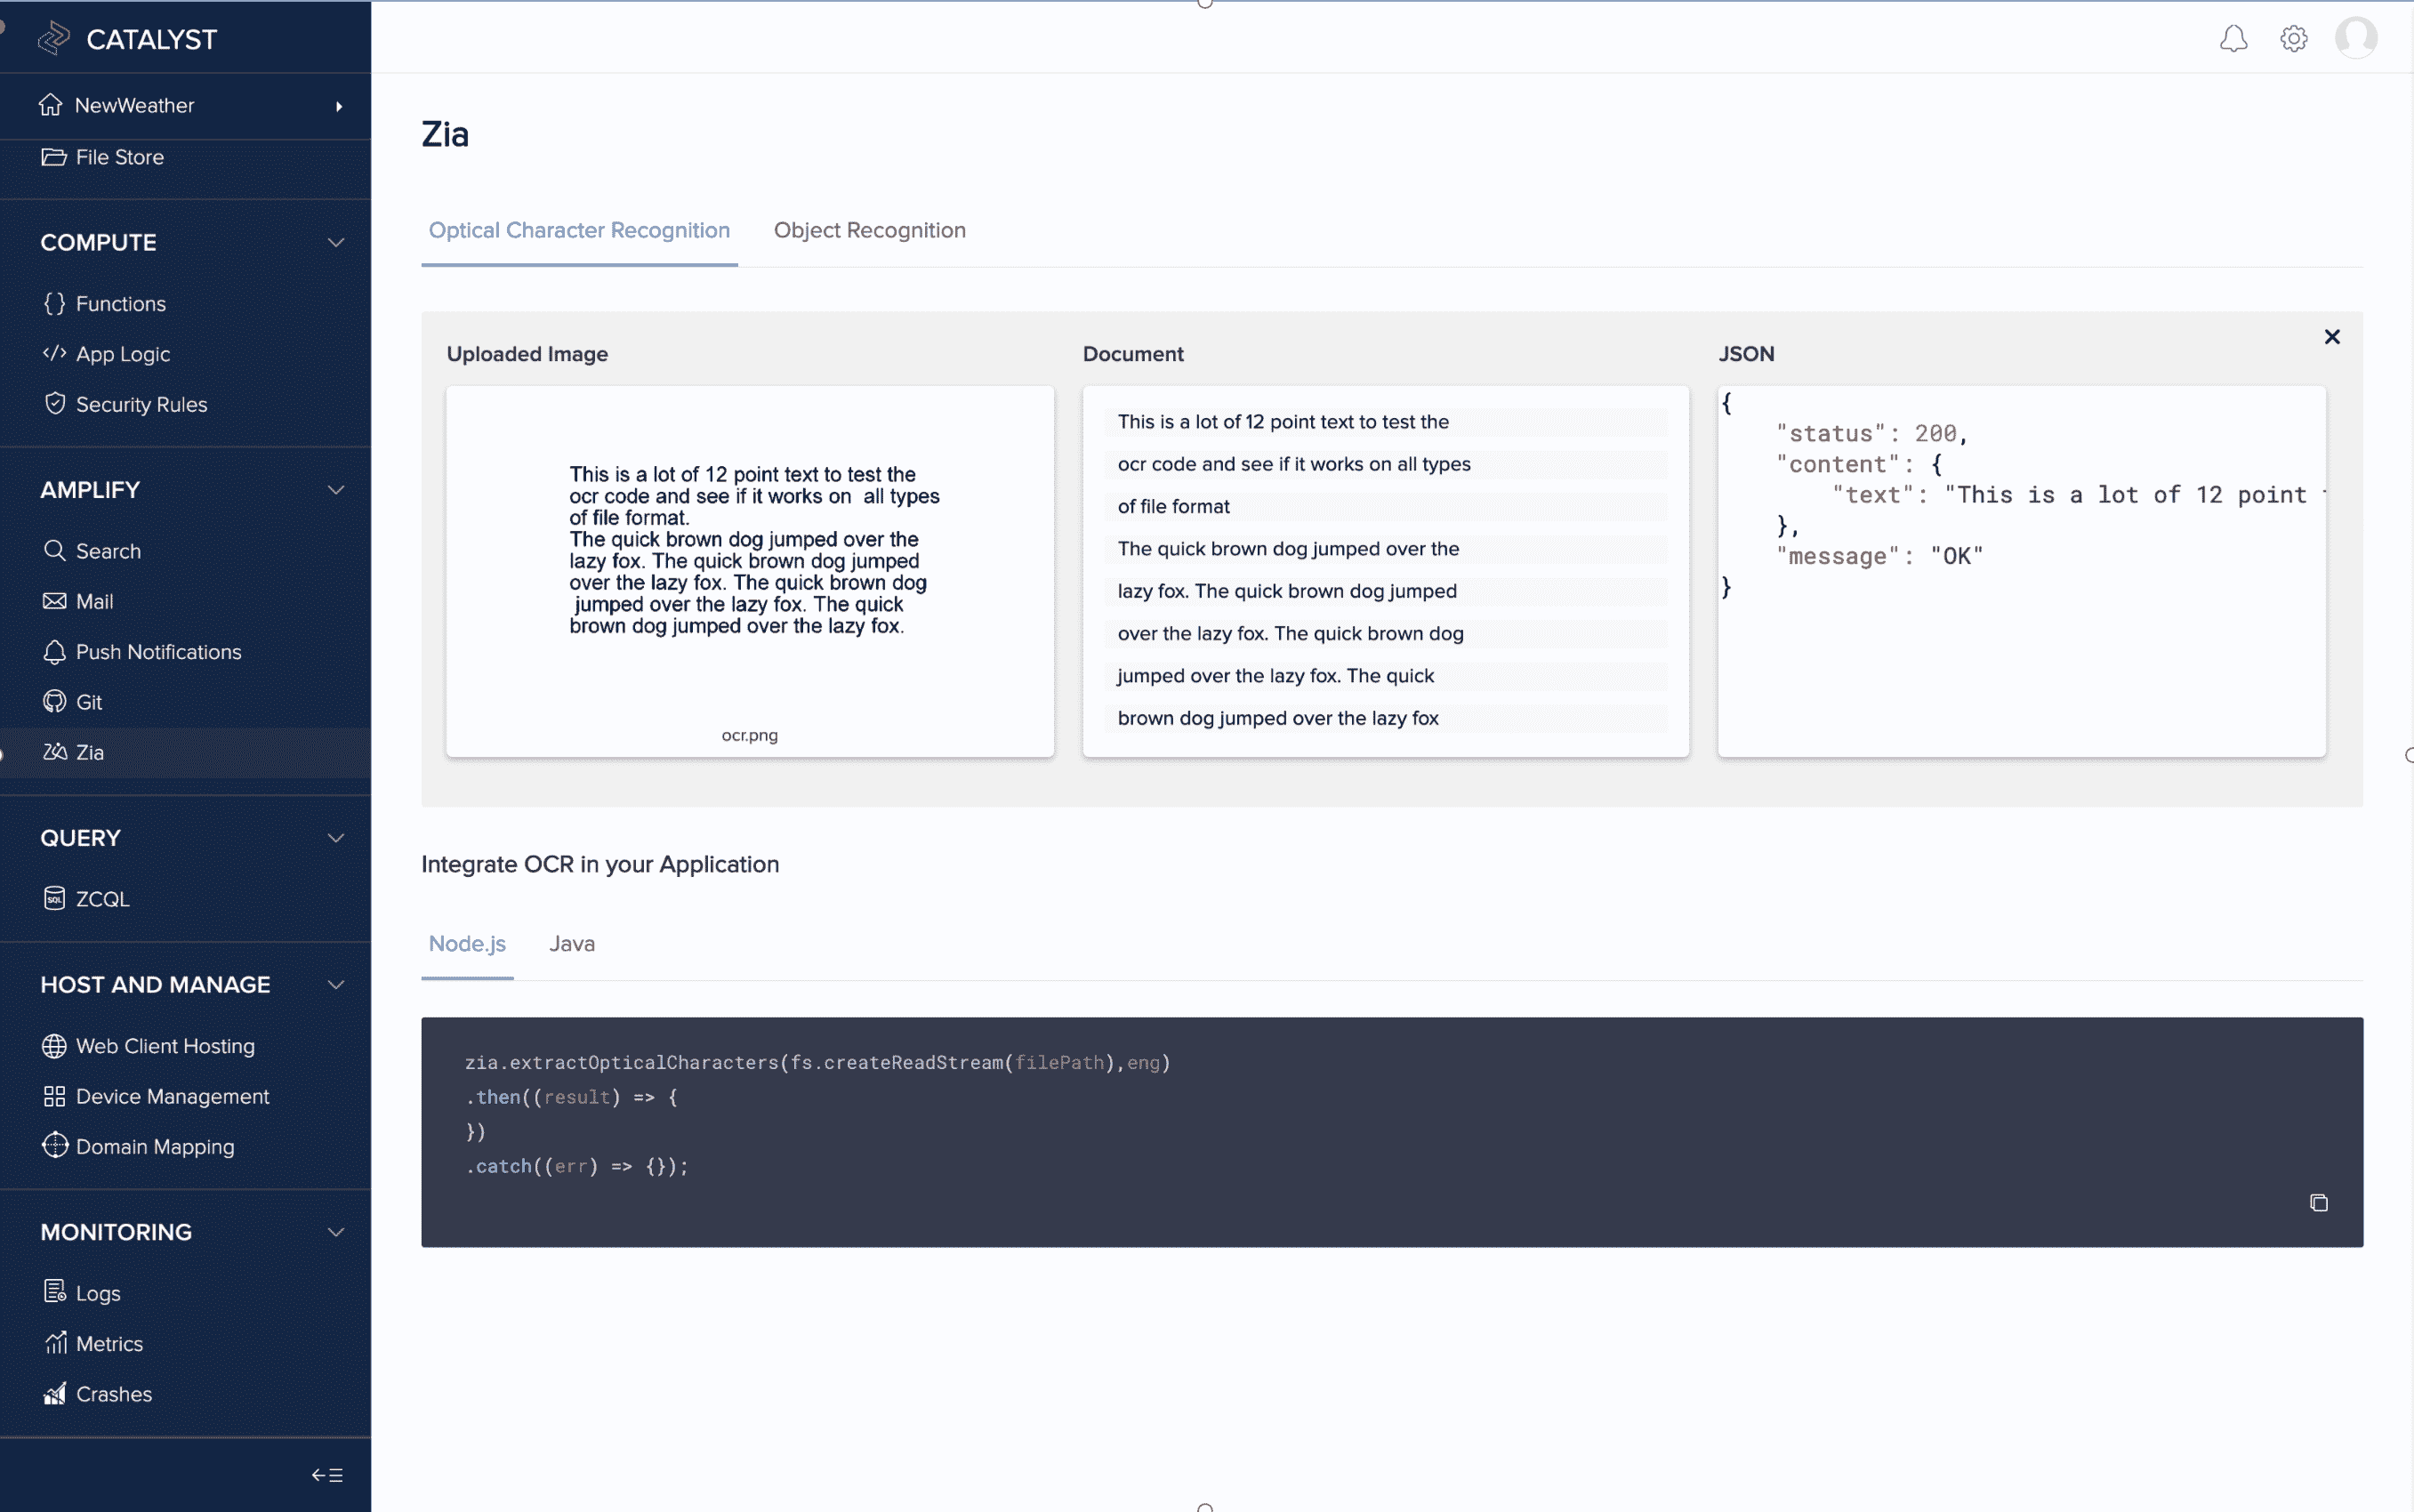 CATALYST
NewWeather
File Store
COMPUTE
Functions
App Logic
Security Rules
AMPLIFY
Search
Mail
Push Notifications
Git
Zia
QUERY
SQL ZCQL
HOST AND MANAGE
Web Client Hosting
Device Management
Domain Mapping
MONITORING
Logs
Metrics
Crashes
Zia
Optical Character Recognition Object Recognition
Uploaded Image
This is a lot of 12 point text to test the
ocr code and see if it works on all types
of file format.
The quick brown dog jumped over the
lazy fox. The quick brown dog jumped
over the lazy fox. The quick brown dog
jumped over the lazy fox. The quick
brown dog jumped over the lazy fox.
ocr.png
Document
This is a lot of 12 point text to test the
ocr code and see if it works on all types
of file format
The quick brown dog jumped over the
lazy fox. The quick brown dog jumped
over the lazy fox. The quick brown dog
jumped over the lazy fox. The quick
brown dog jumped over the lazy fox
JSON
{
"status": 200,
"content": {
"text": "This is a lot of 12 point
},
"message": "OK"
}
Integrate OCR in your Application
Node.js Java
zia.extractOpticalCharacters(fs.createReadStream(filePath),eng)
.then((result) => {
})
.catch((err) => {});